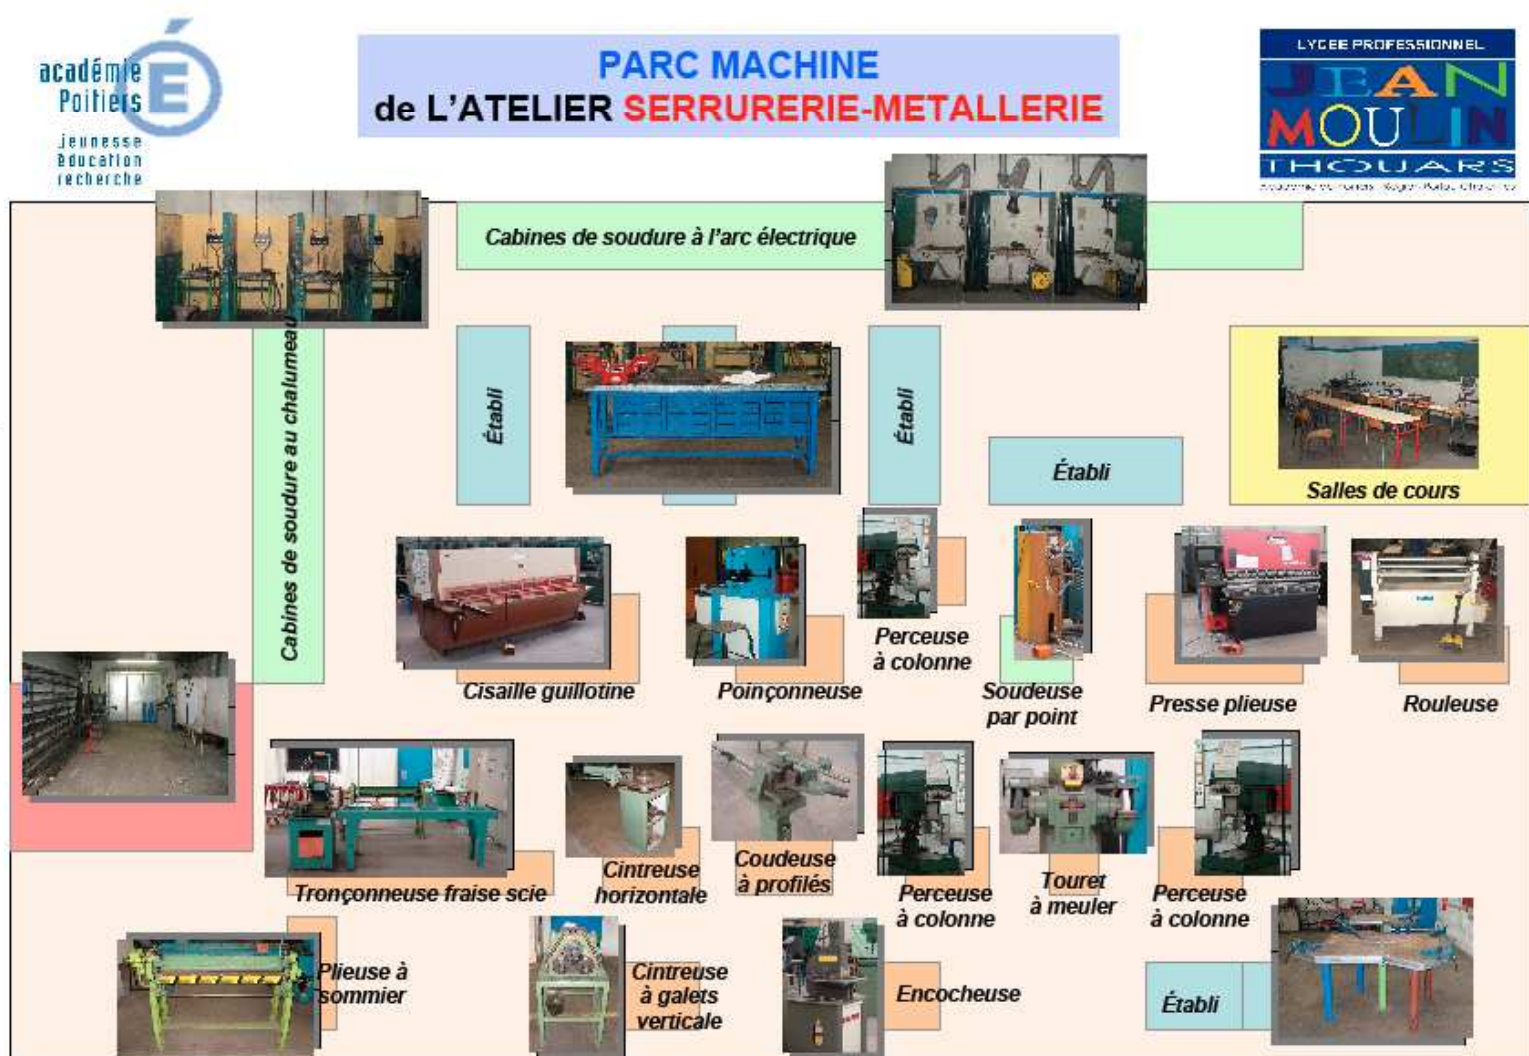 académie
Poitiers
jeunesse
éducation
recherche
PARC MACHINE
de L'ATELIER SERRURERIE-METALLERIE
LYCEE PROFESSIONNEL
JEAN
MOULIN
THOUARS
Cabines de soudure à l'arc électrique
Cabines de soudure au chalumeau
Établi
Établi
Établi
Salles de cours
Cisaille guillotine
Poinçonneuse
Perceuse
à colonne
Soudeuse
par point
Presse plieuse
Rouleuse
Tronçonneuse fraise scie
Cintreuse
horizontale
Coudeuse
à profilés
Perceuse
à colonne
Touret
à meuler
Perceuse
à colonne
Plieuse à
sommier
Cintreuse
à galets
verticale
Encocheuse
Établi